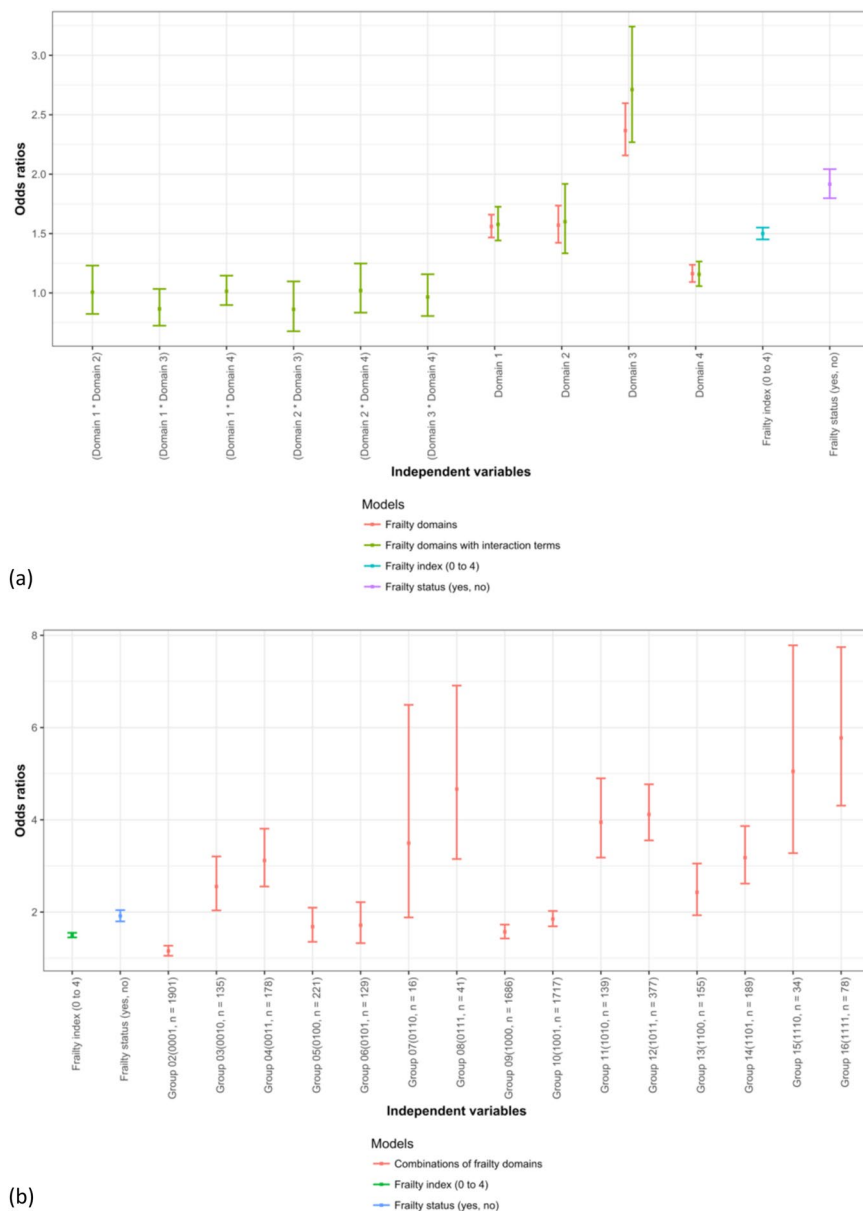 3.0
2.5
2.0
1.5
1.0
Odds ratios
(Domain 1 * Domain 2)
(Domain 1 * Domain 3)
(Domain 1 * Domain 4)
(Domain 2 * Domain 3)
(Domain 2 * Domain 4)
(Domain 3 * Domain 4)
Domain 1
Domain 2
Domain 3
Domain 4
Frailty index (0 to 4)
Frailty status (yes, no)
Independent variables
Models
Frailty domains
Frailty domains with interaction terms
Frailty index (0 to 4)
Frailty status (yes, no)
(a)
8
6
4
2
Odds ratios
Frailty index (0 to 4)
Frailty status (yes, no)
Group 02(0001, n = 1901)
Group 03(0010, n = 135)
Group 04(0011, n = 178)
Group 05(0100, n = 221)
Group 06(0101, n = 129)
Group 07(0110, n = 16)
Group 08(0111, n = 41)
Group 09(1000, n = 1686)
Group 10(1001, n = 1717)
Group 11(1010, n = 139)
Group 12(1011, n = 377)
Group 13(1100, n = 155)
Group 14(1101, n = 189)
Group 15(1110, n = 34)
Group 16(1111, n = 78)
Independent variables
Models
Combinations of frailty domains
Frailty index (0 to 4)
Frailty status (yes, no)
(b)